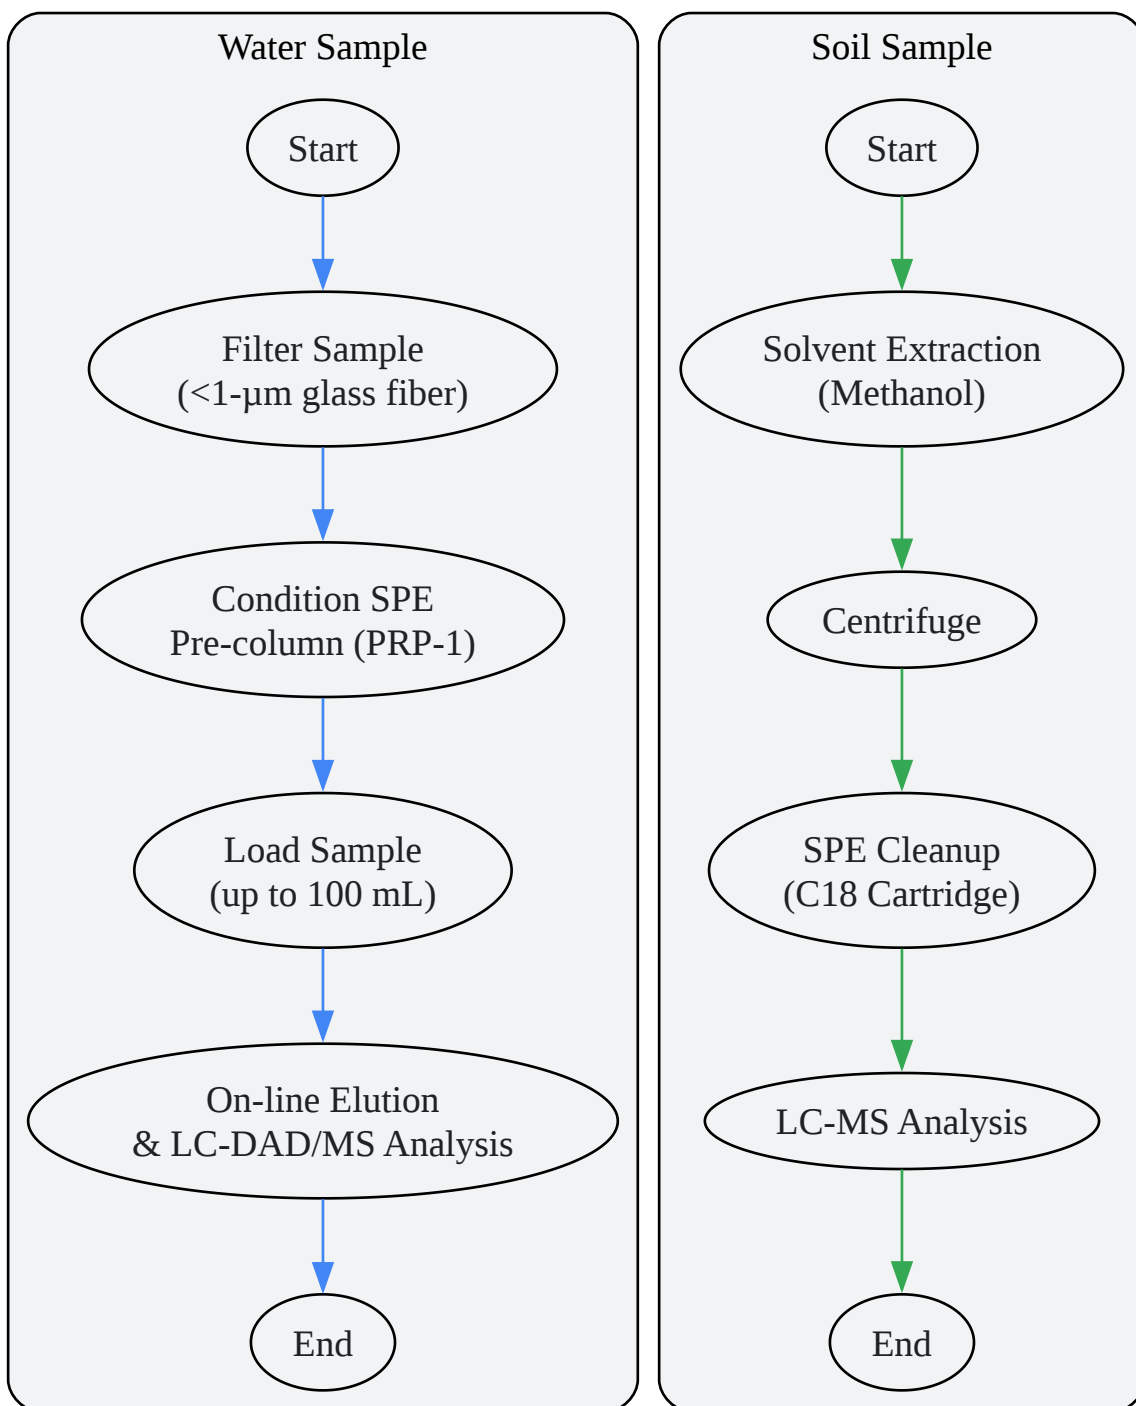 Water Sample
Start
Filter Sample
(<1-µm glass fiber)
Condition SPE
Pre-column (PRP-1)
Load Sample
(up to 100 mL)
On-line Elution
& LC-DAD/MS Analysis
End
Soil Sample
Start
Solvent Extraction
(Methanol)
Centrifuge
SPE Cleanup
(C18 Cartridge)
LC-MS Analysis
End